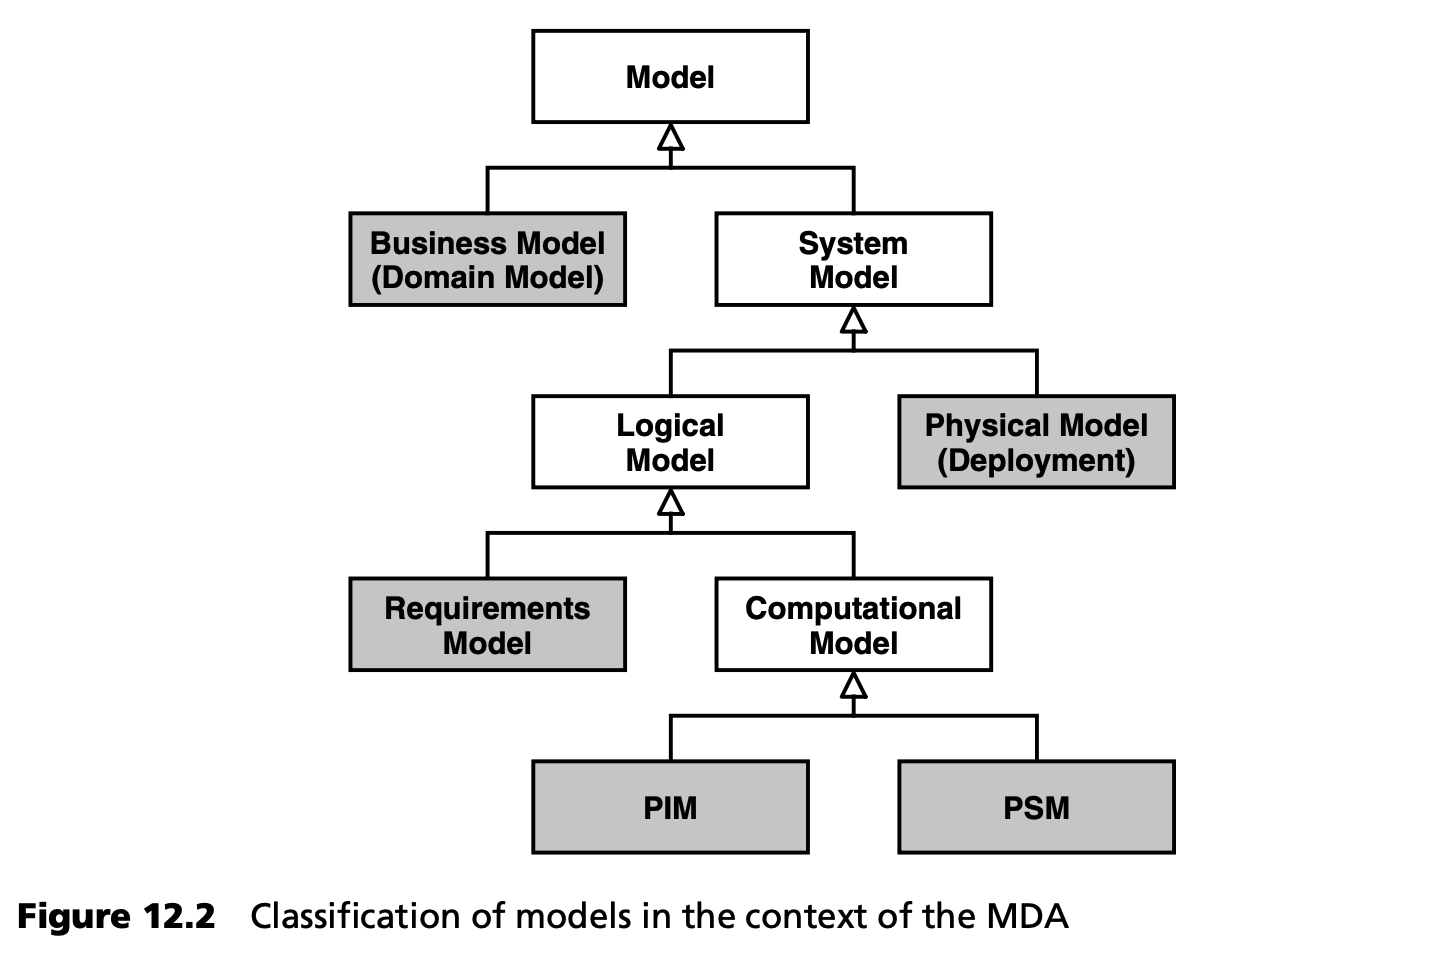 Model
Business Model
(Domain Model)
System
Model
Logical
Model
Physical Model
(Deployment)
Requirements
Model
Computational
Model
PIM
PSM
Figure 12.2 Classification of models in the context of the MDA